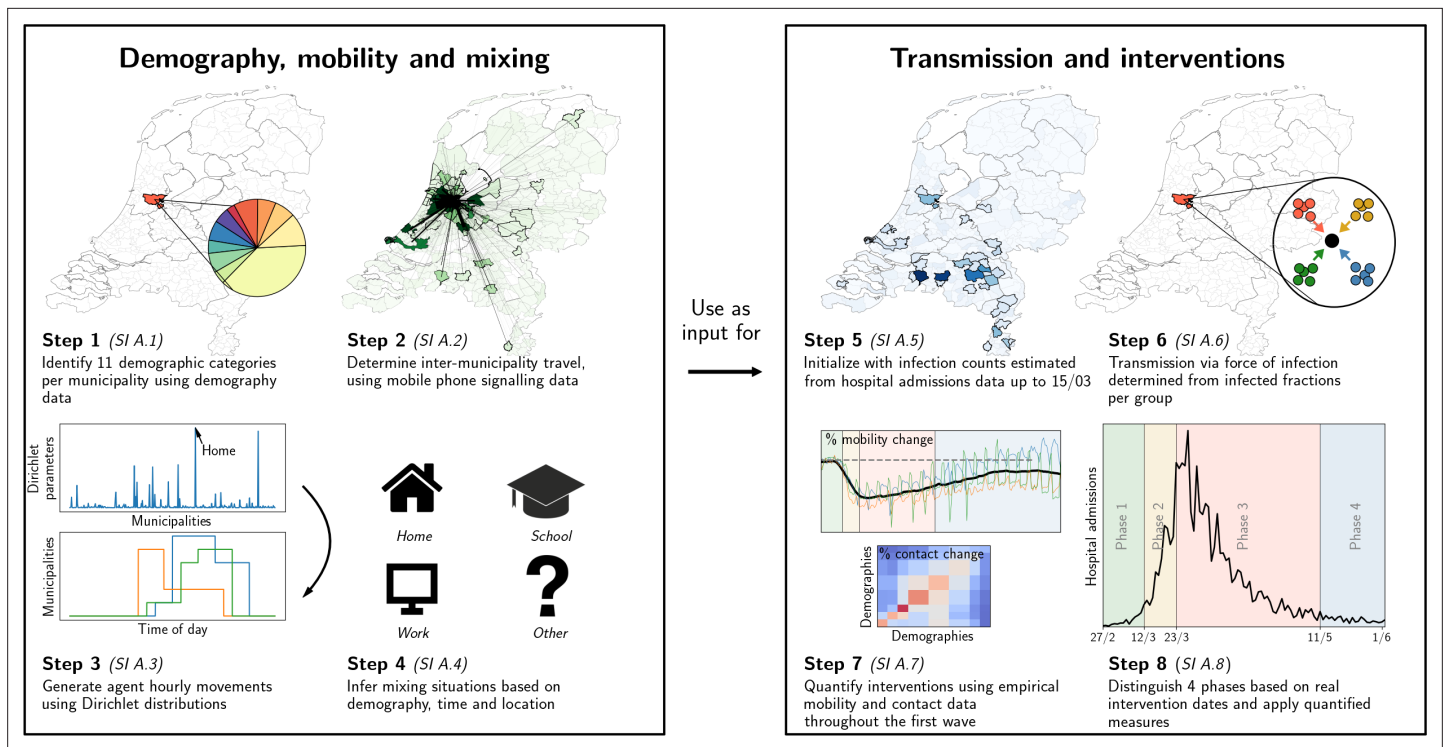 Demography, mobility and mixing
Step 1 (SI A.1)
Identify 11 demographic categories
per municipality using demography
data
Step 2 (SI A.2)
Determine inter-municipality travel,
using mobile phone signalling data
Dirichlet
parameters
Home
Municipalities
Municipalities
Time of day
Home
School
Work
Other
Step 3 (SI A.3)
Generate agent hourly movements
using Dirichlet distributions
Step 4 (SI A.4)
Infer mixing situations based on
demography, time and location
Use as
input for
Transmission and interventions
Step 5 (SI A.5)
Initialize with infection counts estimated
from hospital admissions data up to 15/03
Step 6 (SI A.6)
Transmission via force of infection
determined from infected fractions
per group
% mobility change
% contact change
Demographies
Demographies
Hospital admissions
Phase 1
Phase 2
Phase 3
Phase 4
27/2
12/3
23/3
11/5
1/6
Step 7 (SI A.7)
Quantify interventions using empirical
mobility and contact data
throughout the first wave
Step 8 (SI A.8)
Distinguish 4 phases based on real
intervention dates and apply quantified
measures